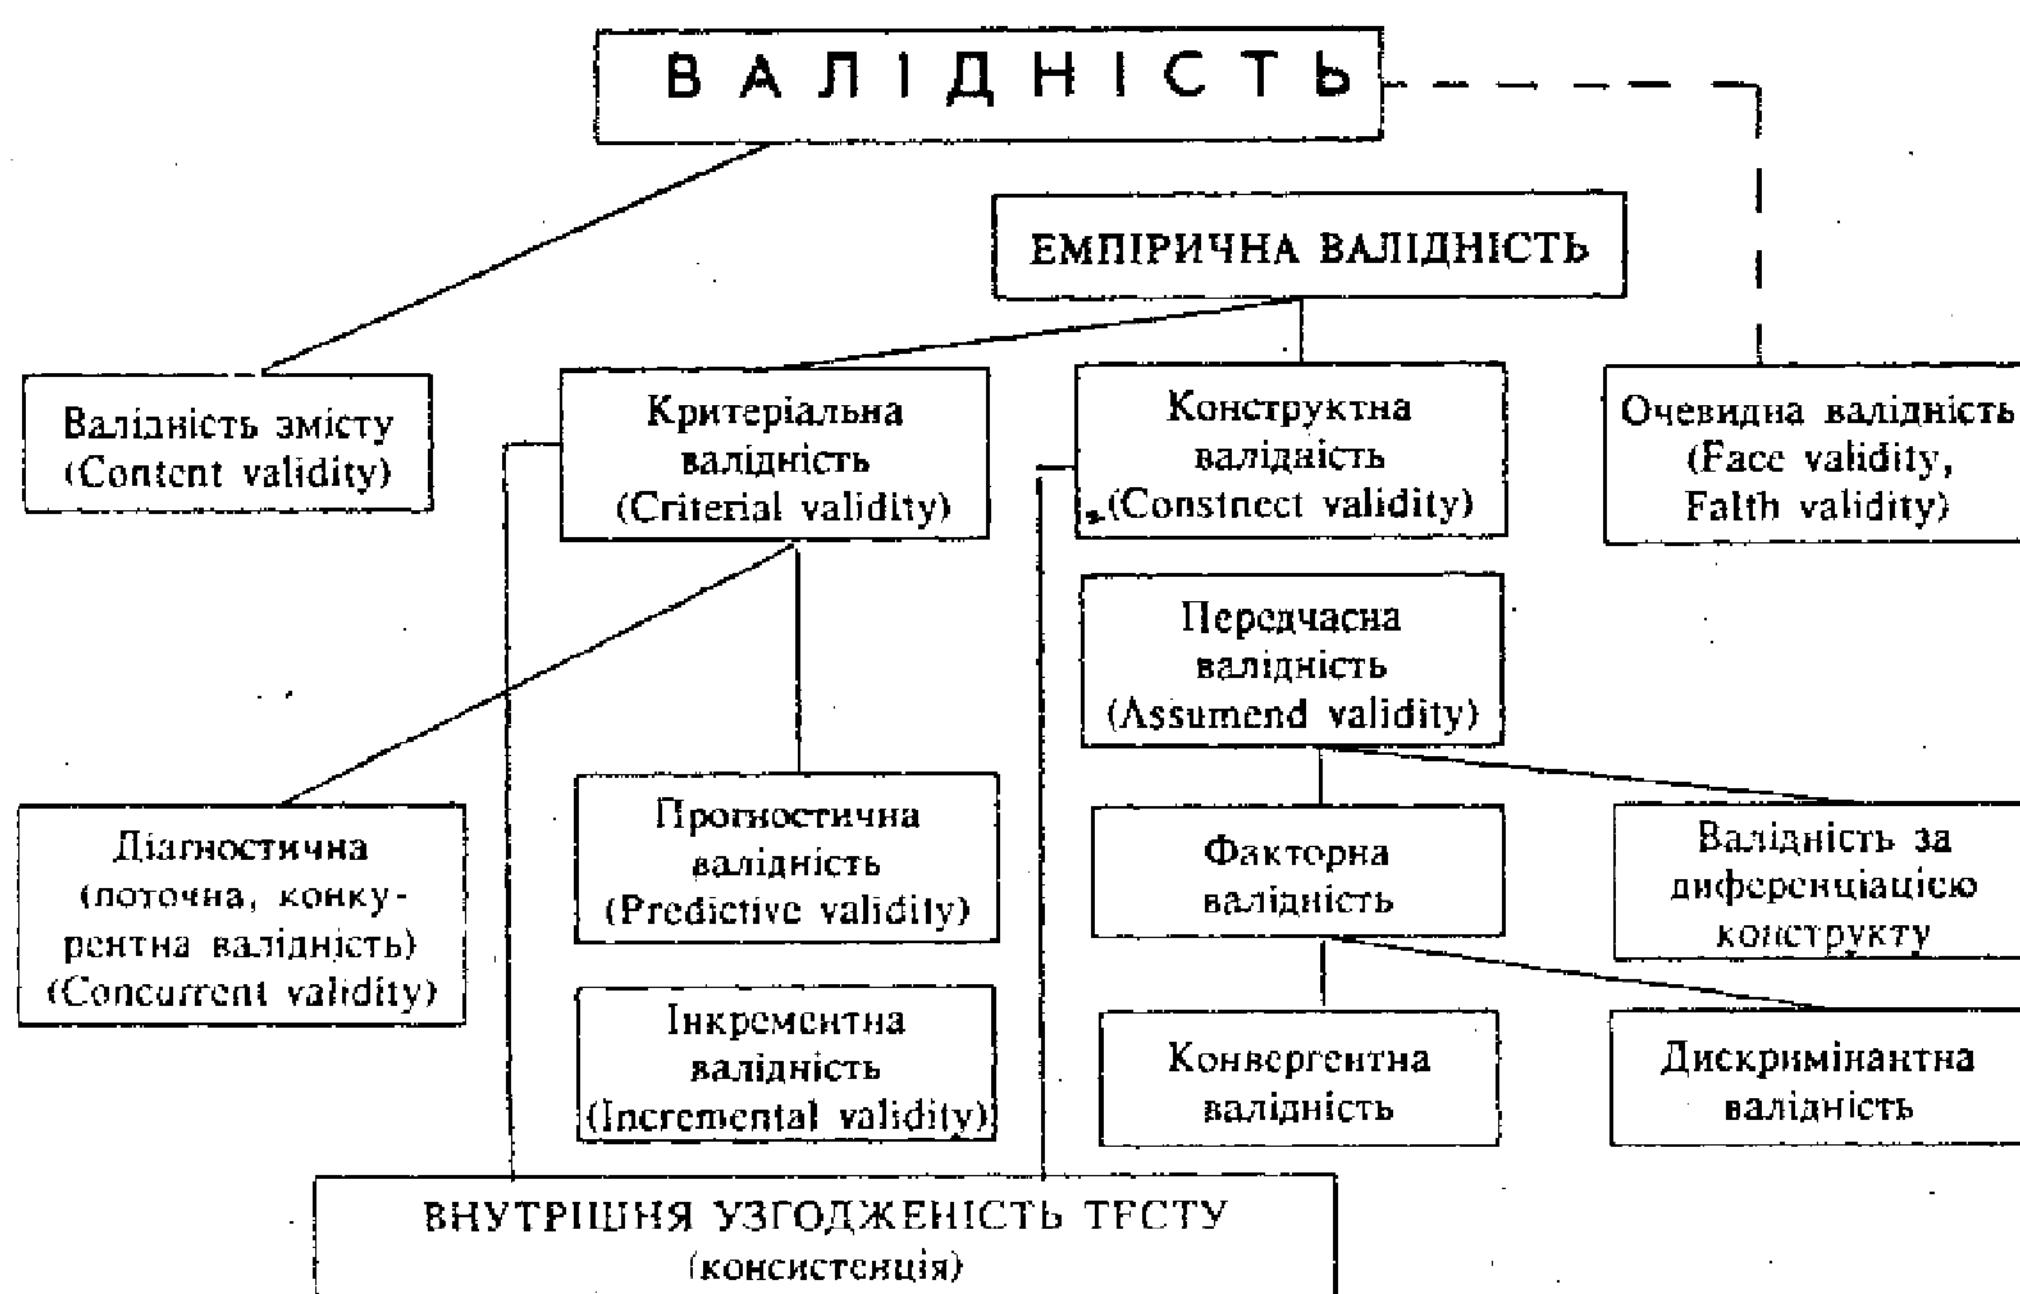 ВАЛІДНІСТЬ
ЕМПІРИЧНА ВАЛІДНІСТЬ
Валідність змісту
(Content validity)
Критеріальна
валідність
(Criterial validity)
Конструктна
валідність
(Constnect validity)
Очевидна валідність
(Face validity,
Falth validity)
Передчасна
валідність
(Assumend validity)
Діагностична
(поточна, конку-
рентна валідність)
(Concurrent validity)
Прогностична
валідність
(Predictive validity)
Факторна
валідність
Валідність за
диференціацією
конструкту
Інкрементна
валідність
(Incremental validity)
Конвергентна
валідність
Дискримінантна
валідність
ВНУТРІШНЯ УЗГОДЖЕНІСТЬ ТЕСТУ
(консистенція)